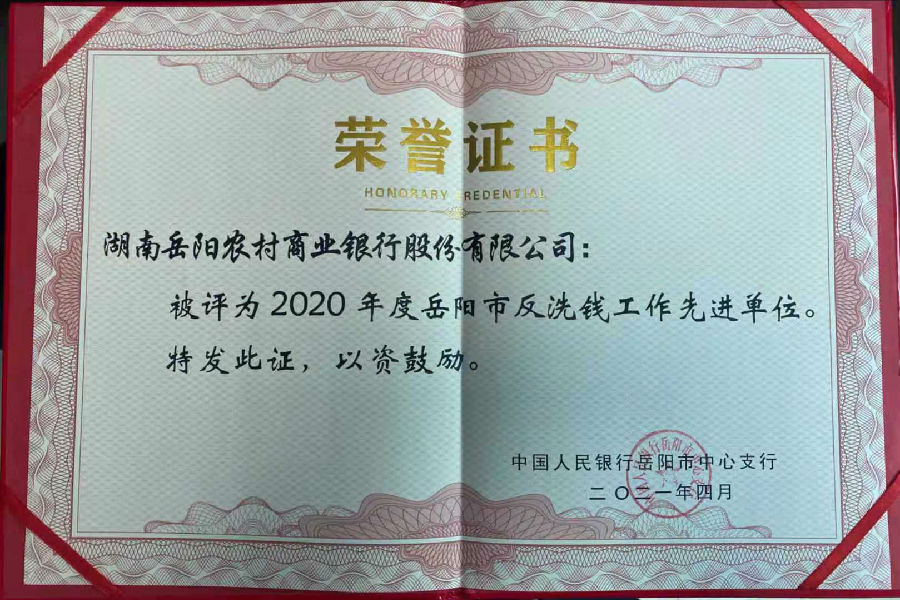 荣誉证书
HONORARY CREDENTIAL
湖南岳阳农村商业银行股份有限公司：
被评为2020年度岳阳市反洗钱工作先进单位。
特发此证，以资鼓励。
中国人民银行岳阳市中心支行
二〇二一年四月